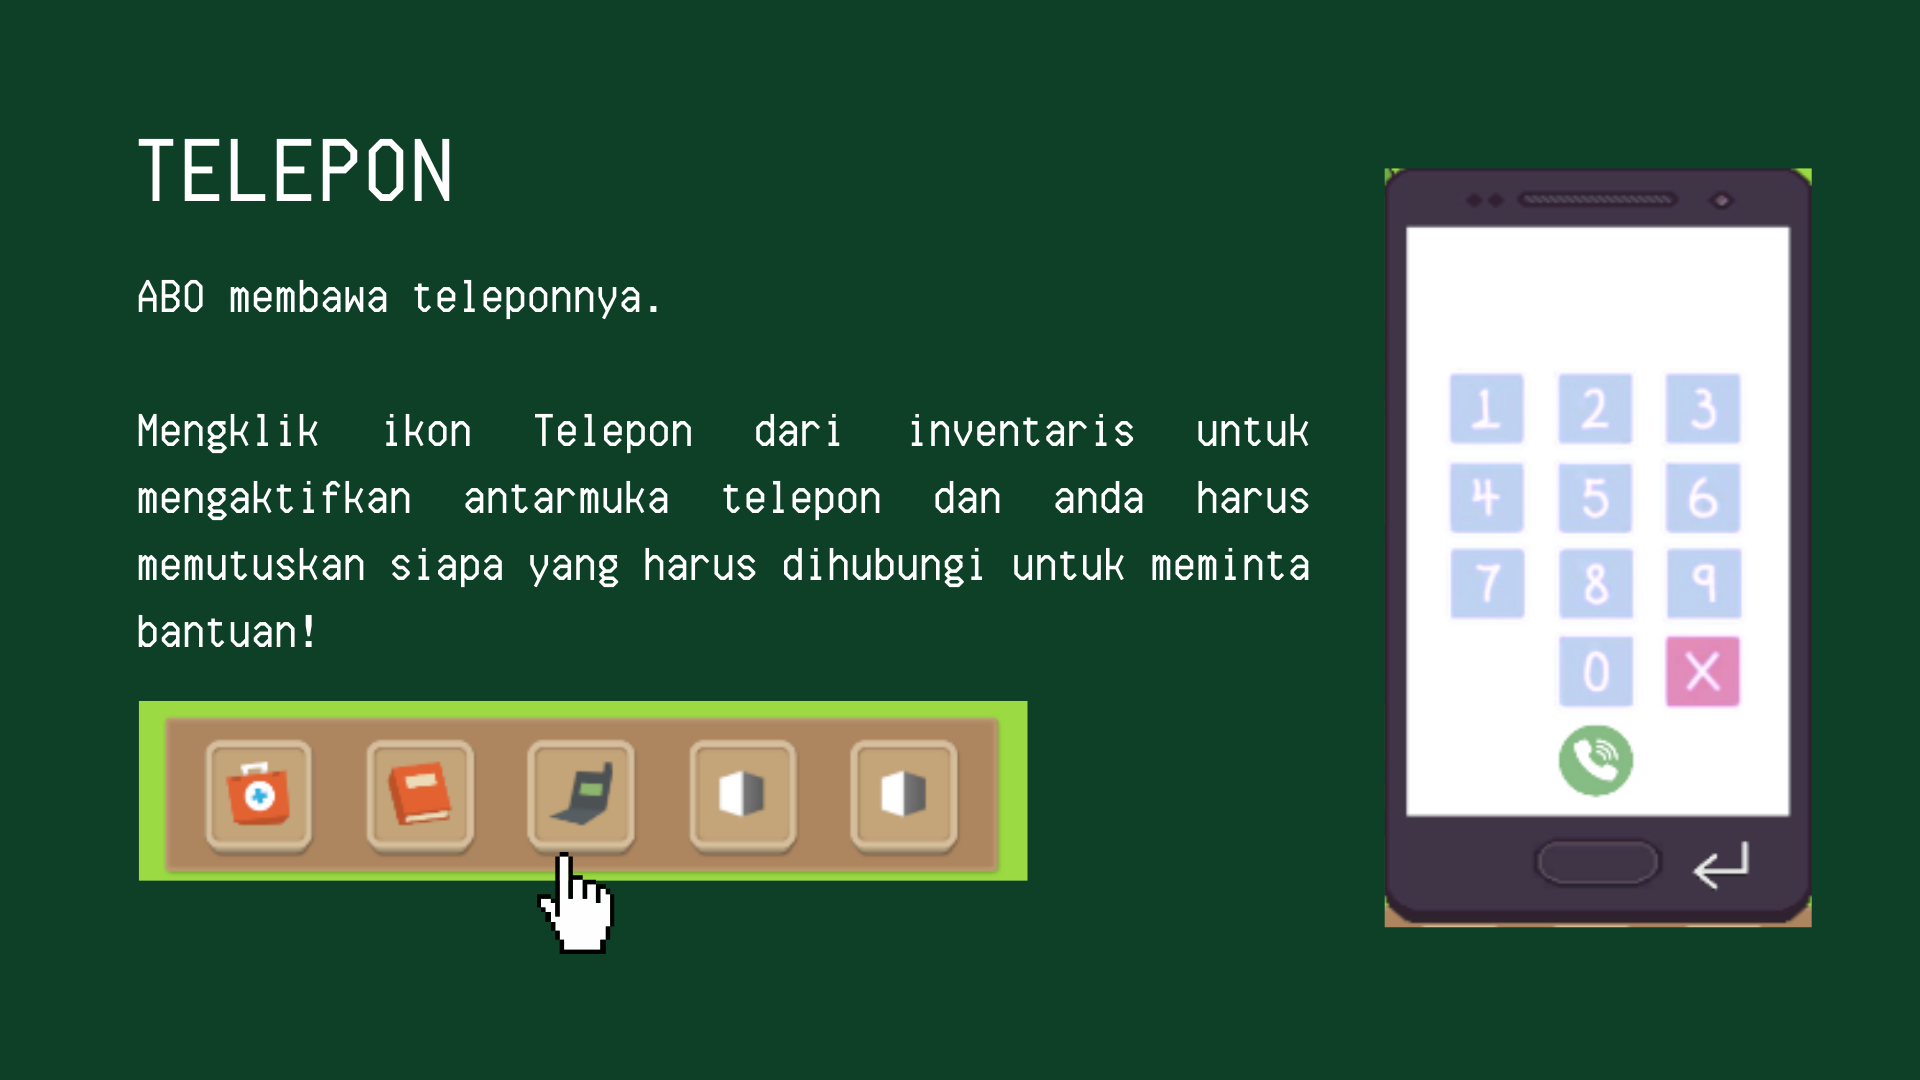 TELEPON
ABO membawa teleponnya.
Mengklik ikon Telepon dari inventaris untuk
mengaktifkan antarmuka telepon dan anda harus
memutuskan siapa yang harus dihubungi untuk meminta
bantuan!
1 2 3
4 5 6
7 8 9
0 X